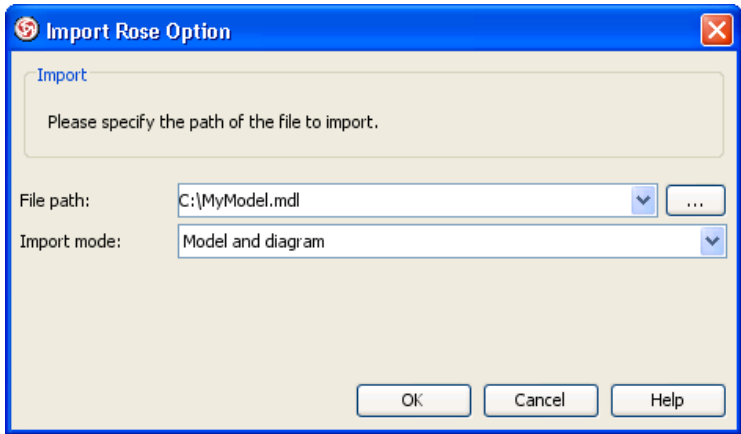 Import Rose Option
Import
Please specify the path of the file to import.
File path: C:\MyModel.mdl ...
Import mode: Model and diagram
OK Cancel Help